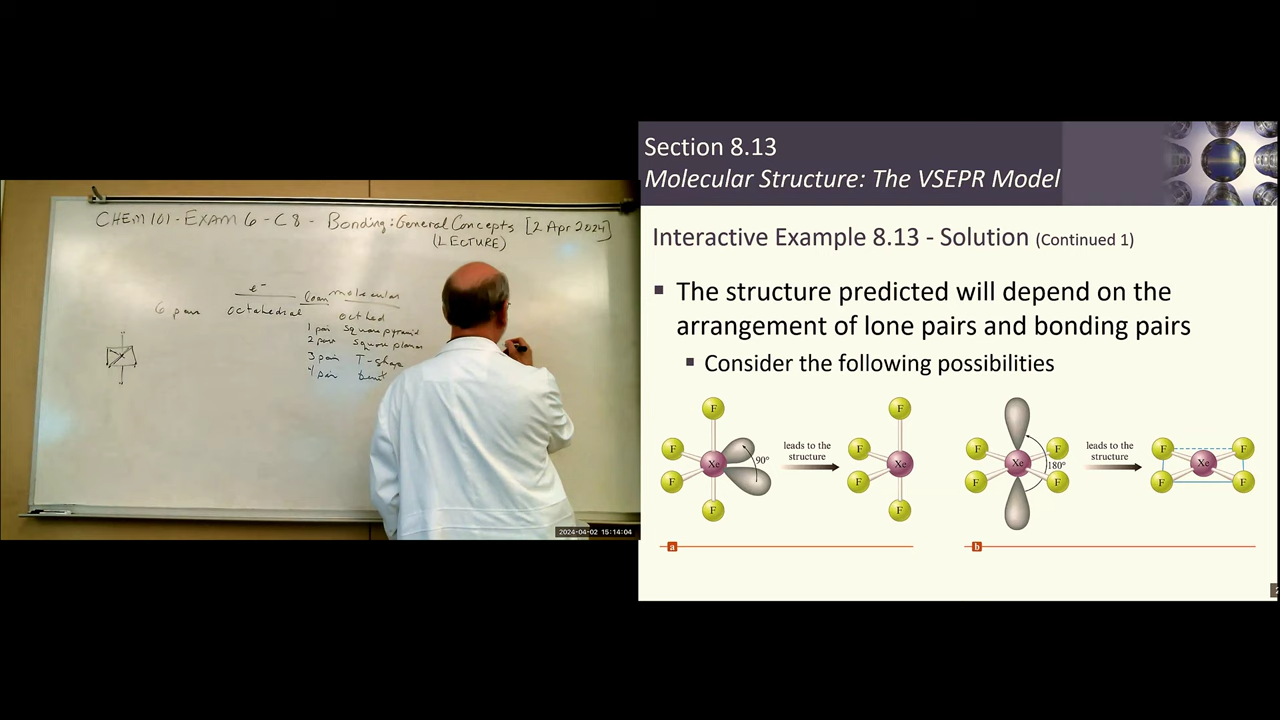 CHEM 101 - EXAM 6 - C8 - Bonding: General Concepts [2 Apr 2024]
(LECTURE)
e⁻ loan molecular
6 pair octahedral octhed
1 pair square pyramid
2 pair square planar
3 pair T-shape
4 pair
2024-04-02 15:14:04
Section 8.13
Molecular Structure: The VSEPR Model
Interactive Example 8.13 - Solution (Continued 1)
▪ The structure predicted will depend on the
arrangement of lone pairs and bonding pairs
▪ Consider the following possibilities
F F
F F F F F F F
Xe 90° leads to the structure Xe Xe 180° leads to the structure Xe
F F F F F F
F F
a b